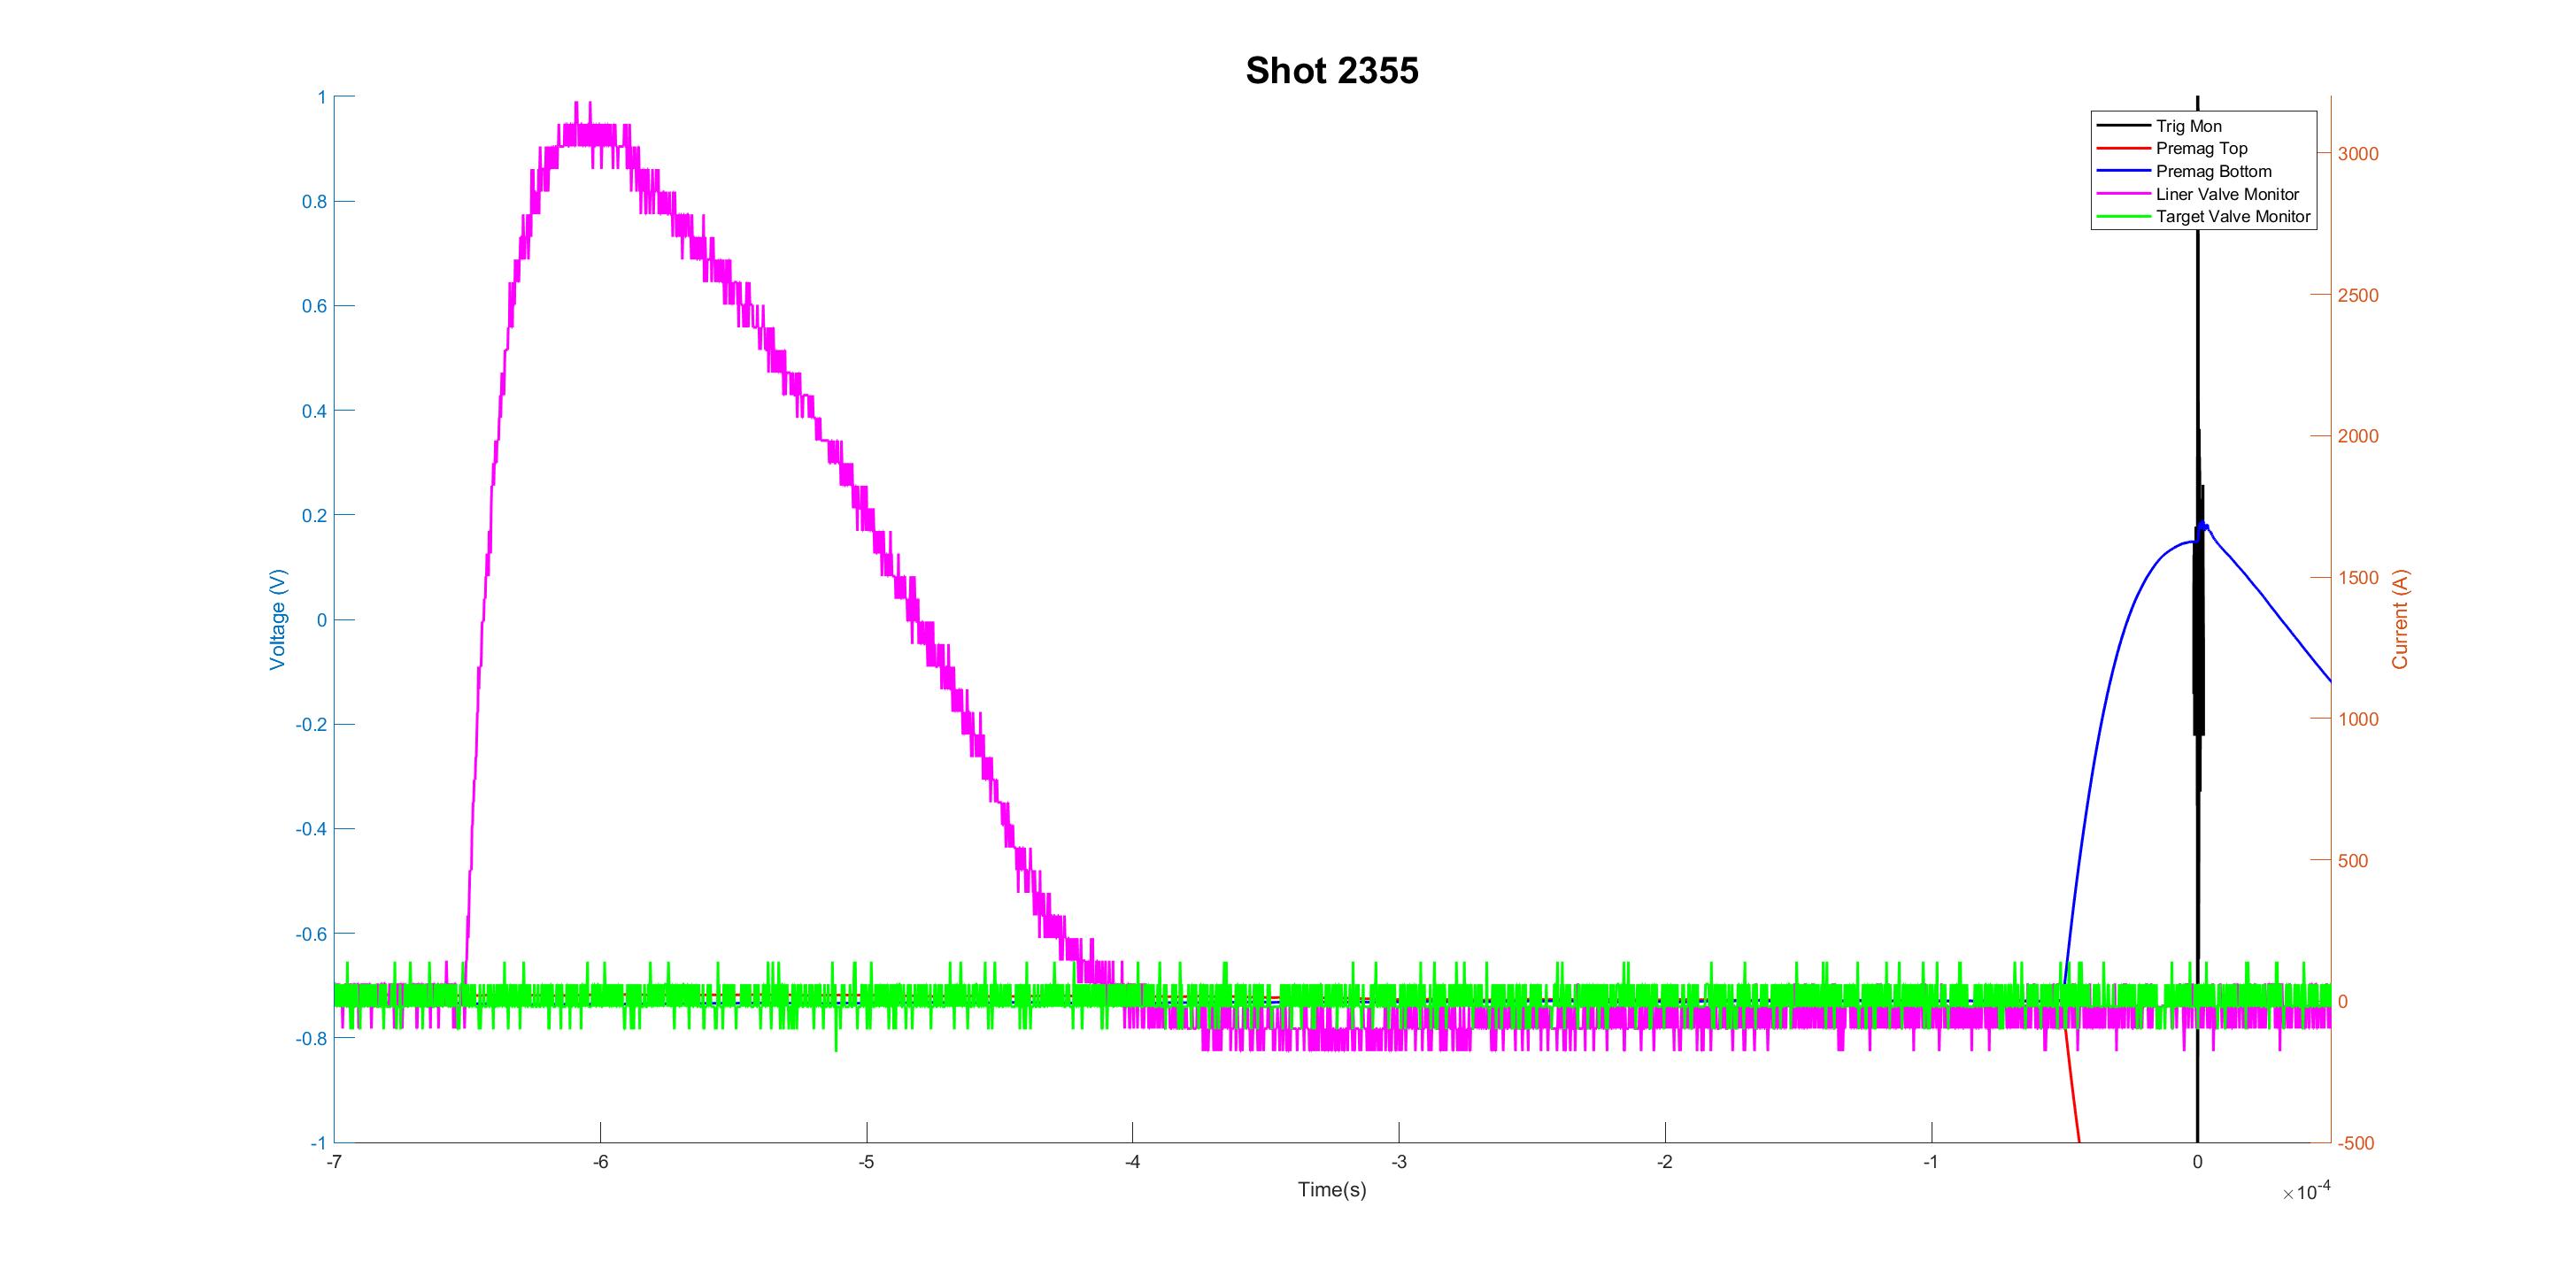 Shot 2355
Trig Mon
Premag Top
Premag Bottom
Liner Valve Monitor
Target Valve Monitor
Voltage (V)
1
0.8
0.6
0.4
0.2
0
-0.2
-0.4
-0.6
-0.8
-1
Current (A)
3000
2500
2000
1500
1000
500
0
-500
-7 -6 -5 -4 -3 -2 -1 0
Time(s)
×10-4